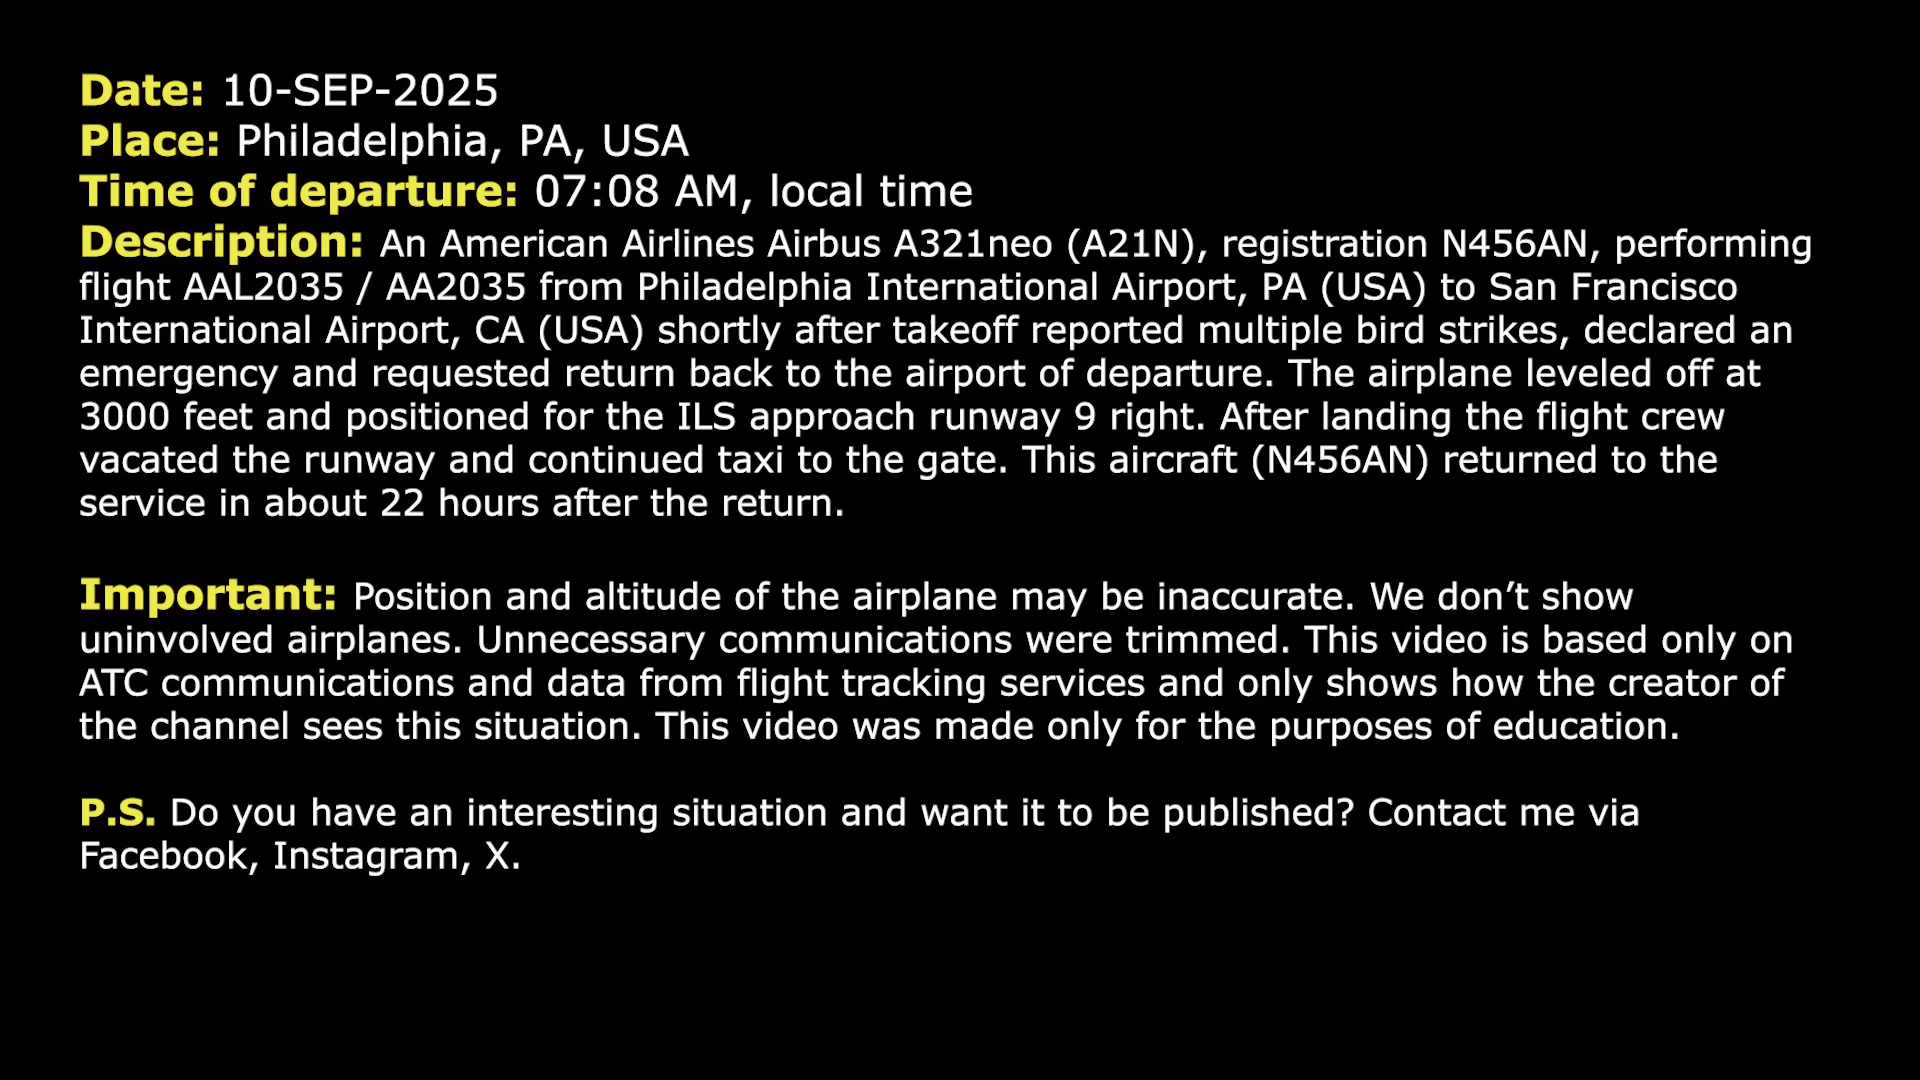 Date: 10-SEP-2025
Place: Philadelphia, PA, USA
Time of departure: 07:08 AM, local time
Description: An American Airlines Airbus A321neo (A21N), registration N456AN, performing
flight AAL2035 / AA2035 from Philadelphia International Airport, PA (USA) to San Francisco
International Airport, CA (USA) shortly after takeoff reported multiple bird strikes, declared an
emergency and requested return back to the airport of departure. The airplane leveled off at
3000 feet and positioned for the ILS approach runway 9 right. After landing the flight crew
vacated the runway and continued taxi to the gate. This aircraft (N456AN) returned to the
service in about 22 hours after the return.
Important: Position and altitude of the airplane may be inaccurate. We don’t show
uninvolved airplanes. Unnecessary communications were trimmed. This video is based only on
ATC communications and data from flight tracking services and only shows how the creator of
the channel sees this situation. This video was made only for the purposes of education.
P.S. Do you have an interesting situation and want it to be published? Contact me via
Facebook, Instagram, X.